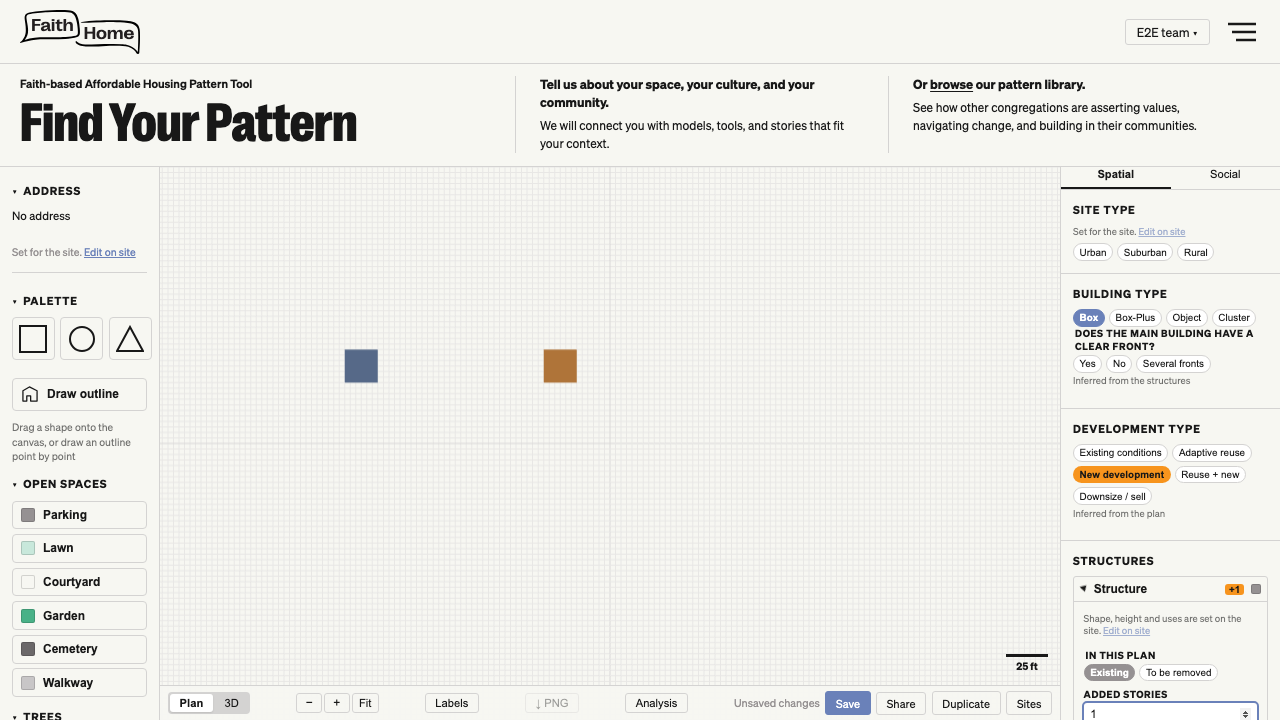 Faith
Home
E2E team ▾
Faith-based Affordable Housing Pattern Tool
Find Your Pattern
Tell us about your space, your culture, and your
community.
We will connect you with models, tools, and stories that fit
your context.
Or browse our pattern library.
See how other congregations are asserting values,
navigating change, and building in their communities.
ADDRESS
No address
Set for the site. Edit on site
PALETTE
Draw outline
Drag a shape onto the
canvas, or draw an outline
point by point
OPEN SPACES
Parking
Lawn
Courtyard
Garden
Cemetery
Walkway
TREES
25 ft
Plan 3D
− + Fit
Labels
↓ PNG
Analysis
Unsaved changes
Save
Share
Duplicate
Sites
Spatial Social
SITE TYPE
Set for the site. Edit on site
Urban Suburban Rural
BUILDING TYPE
Box Box-Plus Object Cluster
DOES THE MAIN BUILDING HAVE A
CLEAR FRONT?
Yes No Several fronts
Inferred from the structures
DEVELOPMENT TYPE
Existing conditions Adaptive reuse
New development Reuse + new
Downsize / sell
Inferred from the plan
STRUCTURES
Structure +1
Shape, height and uses are set on the
site. Edit on site
IN THIS PLAN
Existing To be removed
ADDED STORIES
1